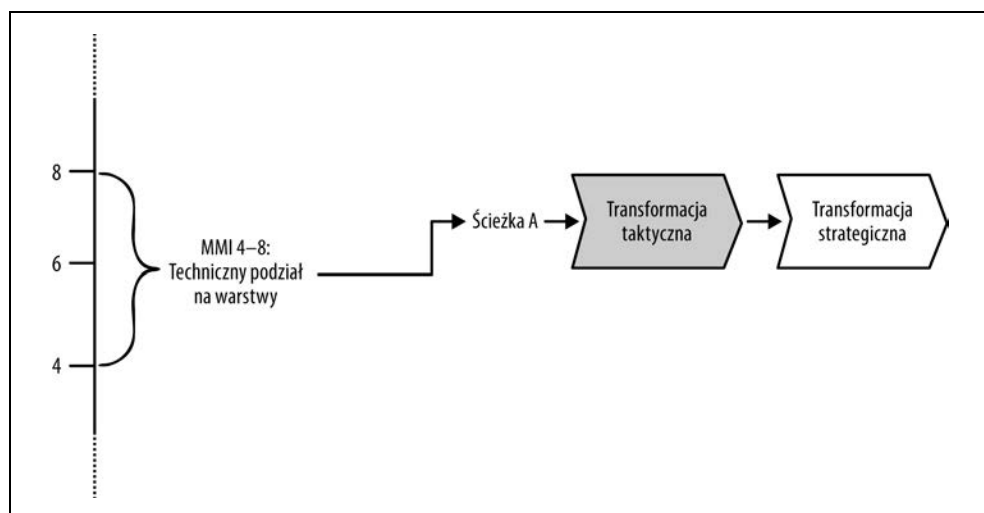 8
6
4
MMI 4–8:
Techniczny podział
na warstwy
Ścieżka A
Transformacja
taktyczna
Transformacja
strategiczna